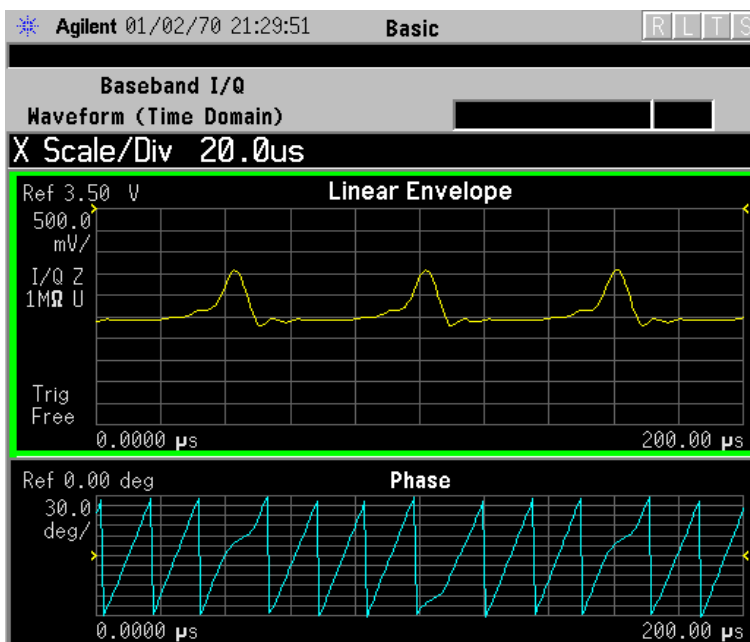 Agilent 01/02/70 21:29:51 Basic R L T S
Baseband I/Q
Waveform (Time Domain)
X Scale/Div 20.0us
Ref 3.50 V Linear Envelope
500.0
mV/
I/Q Z
1MΩ U
Trig
Free
0.0000 µs 200.00 µs
Ref 0.00 deg Phase
30.0
deg/
0.0000 µs 200.00 µs